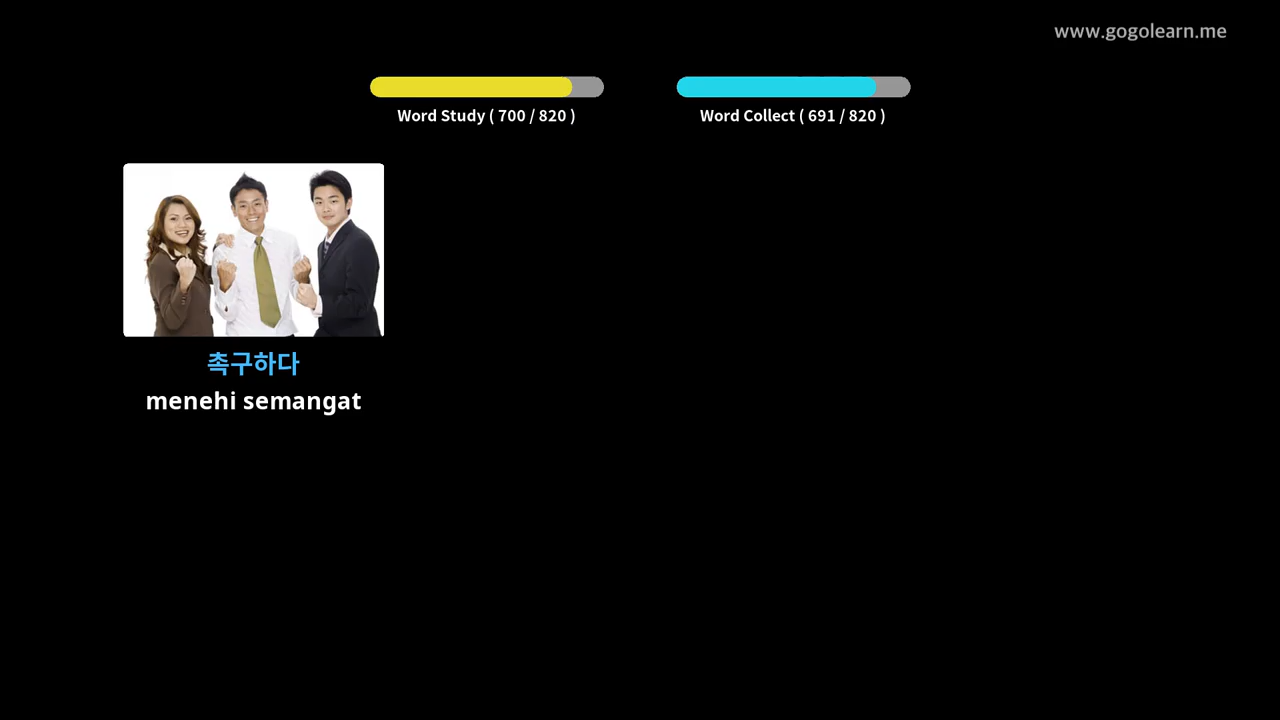 www.gogolearn.me
Word Study ( 700 / 820 )
Word Collect ( 691 / 820 )
촉구하다
menehi semangat